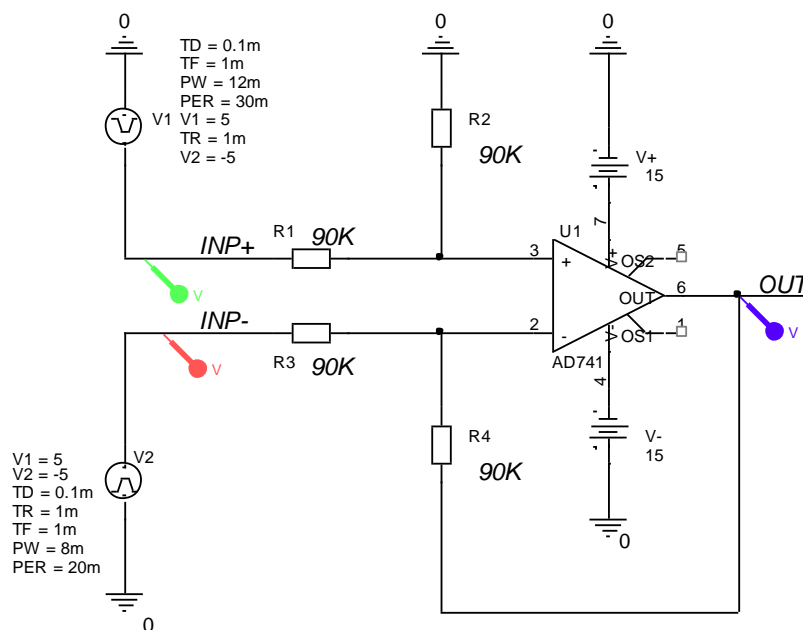 0
0
0
TD = 0.1m
TF = 1m
PW = 12m
PER = 30m
V1 = 5
TR = 1m
V2 = -5
V1
R2
90K
V+
15
7
U1
INP+
R1
90K
3
+
V+
OS2
5
OUT
6
OUT
V
INP-
R3
90K
2
-
V-
OS1
1
V
V
AD741
4
R4
90K
V-
15
0
V1 = 5
V2 = -5
TD = 0.1m
TR = 1m
TF = 1m
PW = 8m
PER = 20m
V2
0